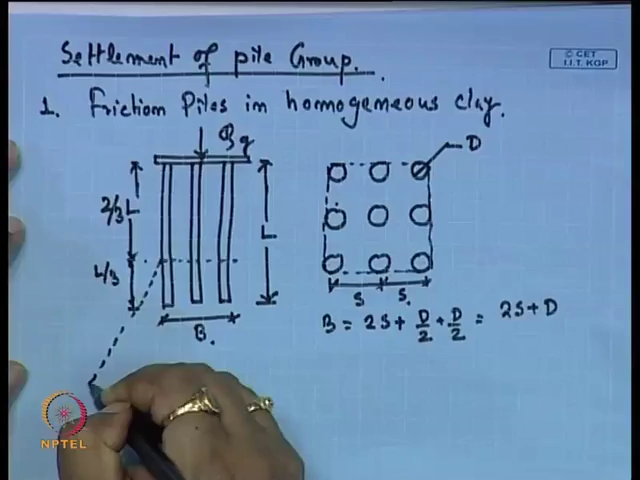 Settlement of pile Group.
© CET
I.I.T. KGP
1. Friction Piles in homogeneous clay.
Qg
D
2/3 L
L
L/3
S S
B.
B = 2S + D/2 + D/2 = 2S + D
NPTEL